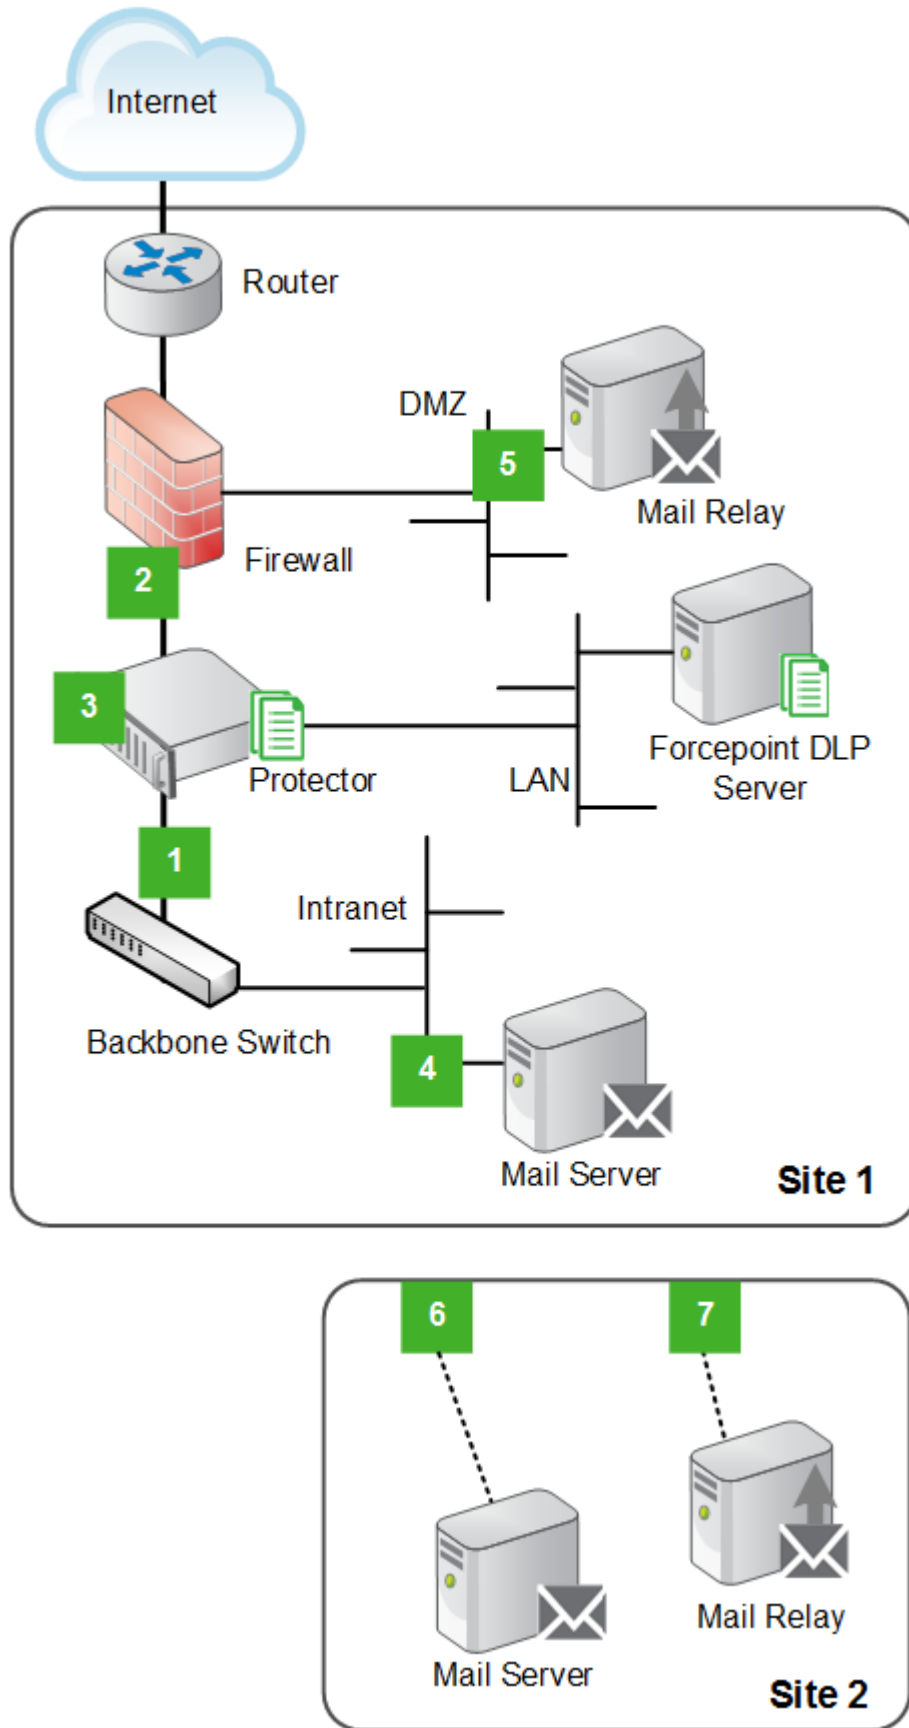 Internet
Router
DMZ
5
Mail Relay
Firewall
2
3
Protector
LAN
Forcepoint DLP
Server
1
Intranet
Backbone Switch
4
Mail Server
Site 1
6
7
Mail Relay
Mail Server
Site 2